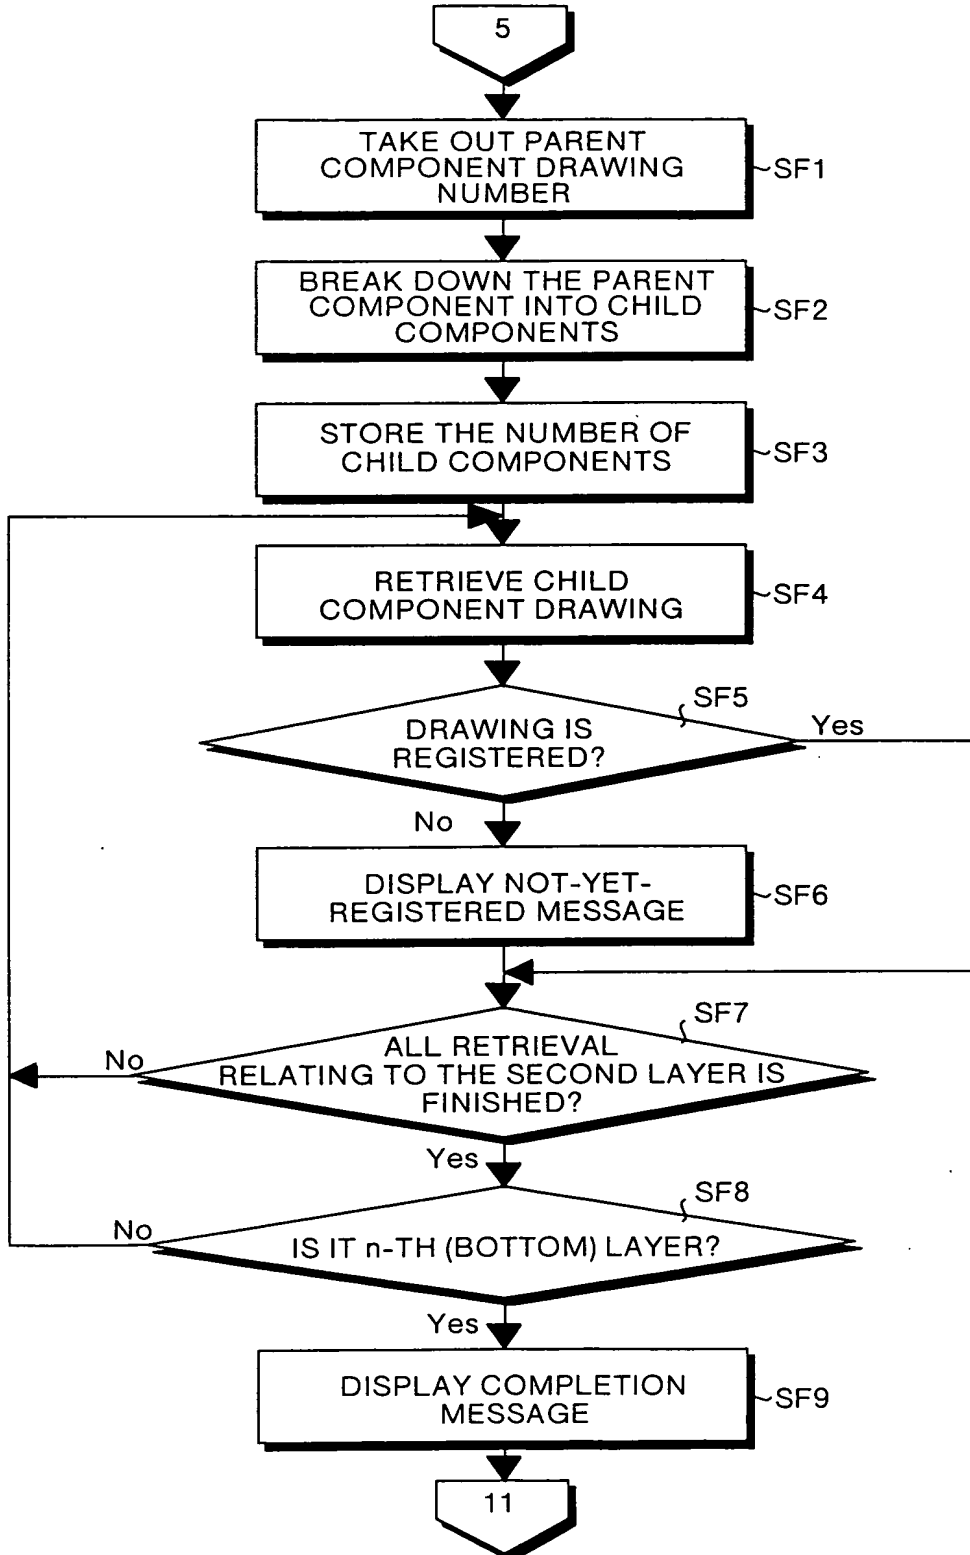 5
TAKE OUT PARENT
COMPONENT DRAWING
NUMBER
SF1
BREAK DOWN THE PARENT
COMPONENT INTO CHILD
COMPONENTS
SF2
STORE THE NUMBER OF
CHILD COMPONENTS
SF3
RETRIEVE CHILD
COMPONENT DRAWING
SF4
SF5
DRAWING IS
REGISTERED?
Yes
No
DISPLAY NOT-YET-
REGISTERED MESSAGE
SF6
SF7
ALL RETRIEVAL
RELATING TO THE SECOND LAYER IS
FINISHED?
No
Yes
SF8
IS IT n-TH (BOTTOM) LAYER?
No
Yes
DISPLAY COMPLETION
MESSAGE
SF9
11